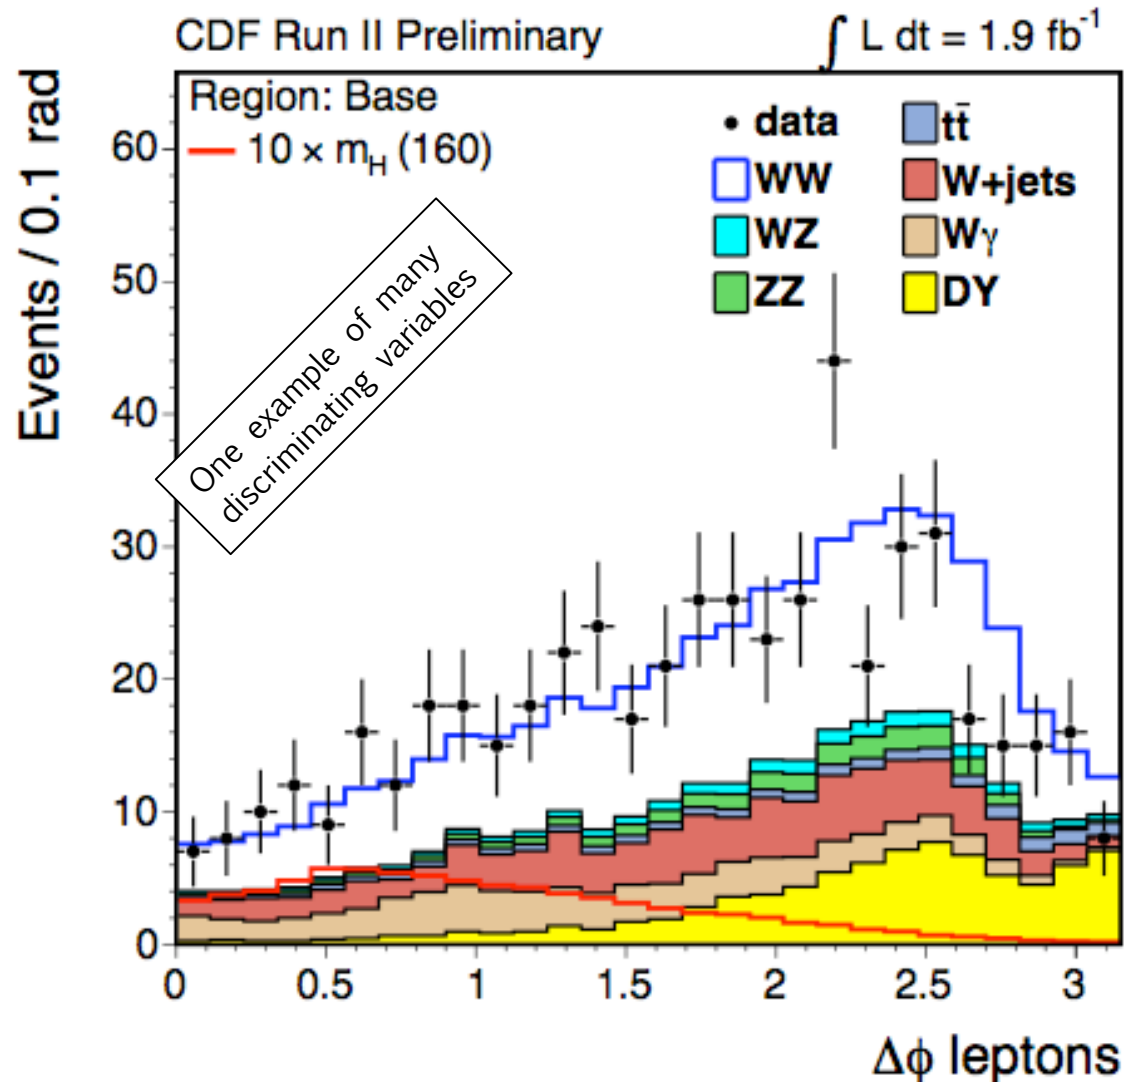 CDF Run II Preliminary
∫ L dt = 1.9 fb⁻¹
Region: Base
10 × m_H (160)
data
WW
WZ
ZZ
tt̄
W+jets
Wγ
DY
One example of many
discriminating variables
Events / 0.1 rad
60
50
40
30
20
10
0
0 0.5 1 1.5 2 2.5 3
Δϕ leptons